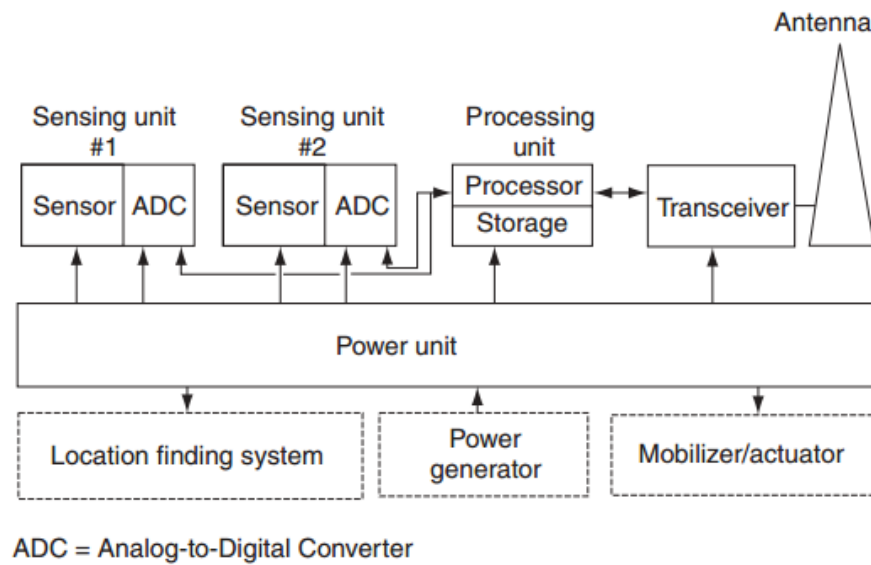 Antenna
Sensing unit
#1
Sensing unit
#2
Processing
unit
Sensor
ADC
Sensor
ADC
Processor
Storage
Transceiver
Power unit
Location finding system
Power
generator
Mobilizer/actuator
ADC = Analog-to-Digital Converter